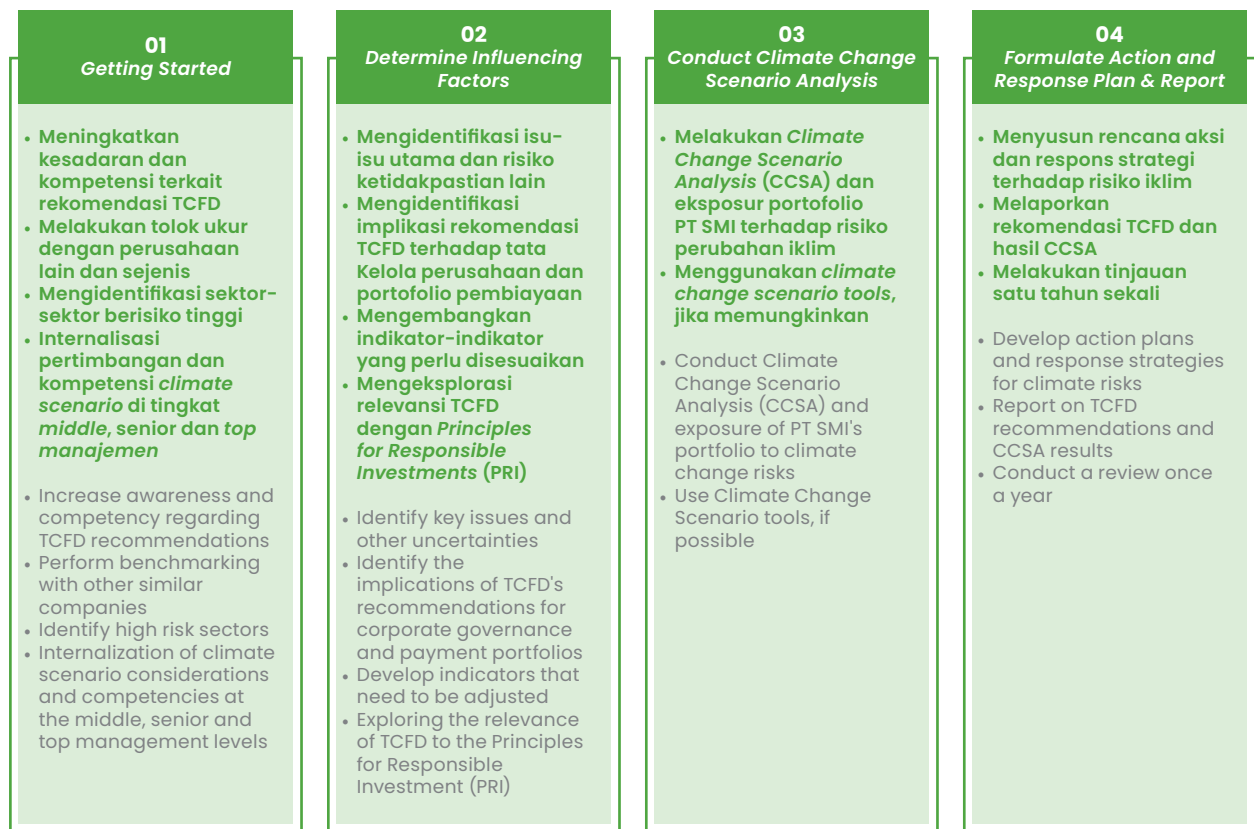 01
Getting Started
• Meningkatkan
kesadaran dan
kompetensi terkait
rekomendasi TCFD
• Melakukan tolok ukur
dengan perusahaan
lain dan sejenis
• Mengidentifikasi sektor-
sektor berisiko tinggi
• Internalisasi
pertimbangan dan
kompetensi climate
scenario di tingkat
middle, senior dan top
manajemen
• Increase awareness and
competency regarding
TCFD recommendations
• Perform benchmarking
with other similar
companies
• Identify high risk sectors
• Internalization of climate
scenario considerations
and competencies at
the middle, senior and
top management levels
02
Determine Influencing
Factors
• Mengidentifikasi isu-
isu utama dan risiko
ketidakpastian lain
• Mengidentifikasi
implikasi rekomendasi
TCFD terhadap tata
Kelola perusahaan dan
portofolio pembiayaan
• Mengembangkan
indikator-indikator
yang perlu disesuaikan
• Mengeksplorasi
relevansi TCFD
dengan Principles
for Responsible
Investments (PRI)
• Identify key issues and
other uncertainties
• Identify the
implications of TCFD's
recommendations for
corporate governance
and payment portfolios
• Develop indicators that
need to be adjusted
• Exploring the relevance
of TCFD to the Principles
for Responsible
Investment (PRI)
03
Conduct Climate Change
Scenario Analysis
• Melakukan Climate
Change Scenario
Analysis (CCSA) dan
eksposur portofolio
PT SMI terhadap risiko
perubahan iklim
• Menggunakan climate
change scenario tools,
jika memungkinkan
• Conduct Climate
Change Scenario
Analysis (CCSA) and
exposure of PT SMI's
portfolio to climate
change risks
• Use Climate Change
Scenario tools, if
possible
04
Formulate Action and
Response Plan & Report
• Menyusun rencana aksi
dan respons strategi
terhadap risiko iklim
• Melaporkan
rekomendasi TCFD dan
hasil CCSA
• Melakukan tinjauan
satu tahun sekali
• Develop action plans
and response strategies
for climate risks
• Report on TCFD
recommendations and
CCSA results
• Conduct a review once
a year